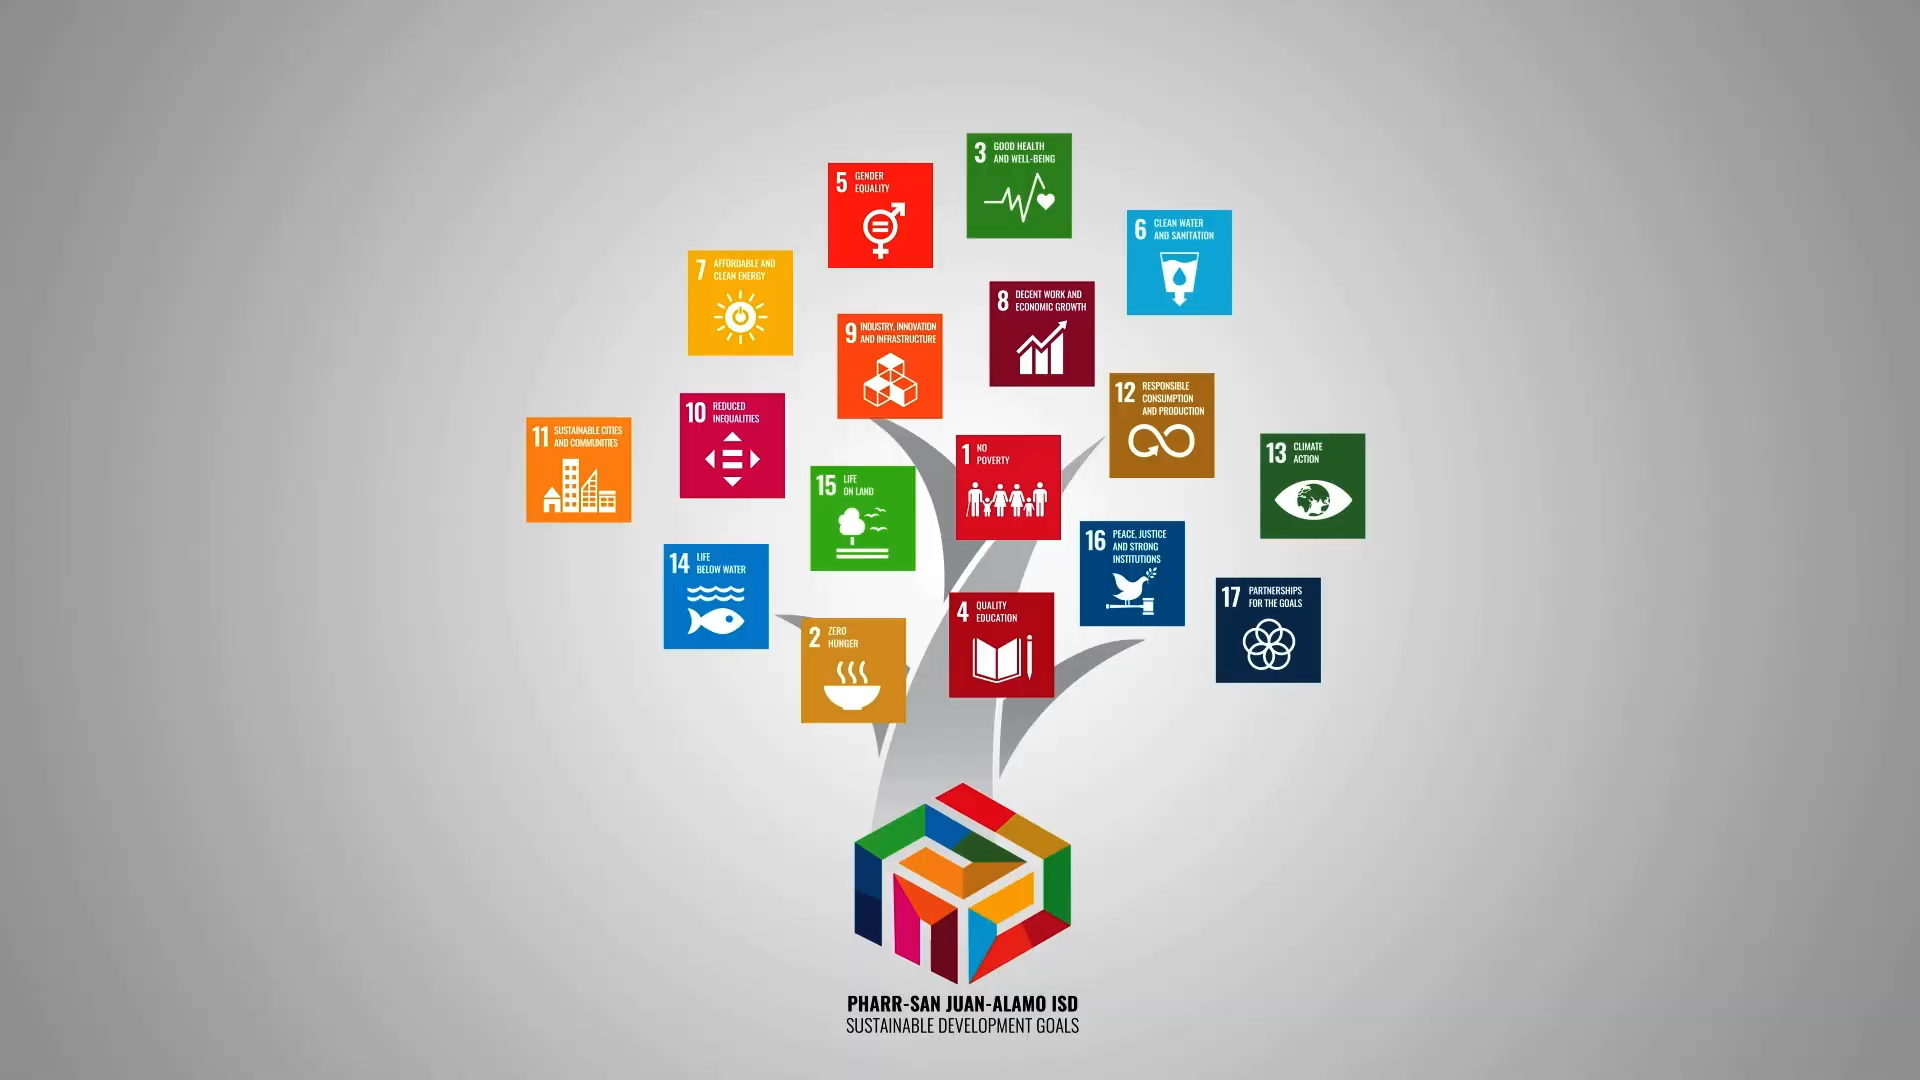 3 GOOD HEALTH
AND WELL-BEING
5 GENDER
EQUALITY
6 CLEAN WATER
AND SANITATION
7 AFFORDABLE AND
CLEAN ENERGY
8 DECENT WORK AND
ECONOMIC GROWTH
9 INDUSTRY, INNOVATION
AND INFRASTRUCTURE
12 RESPONSIBLE
CONSUMPTION
AND PRODUCTION
10 REDUCED
INEQUALITIES
11 SUSTAINABLE CITIES
AND COMMUNITIES
1 NO
POVERTY
13 CLIMATE
ACTION
15 LIFE
ON LAND
16 PEACE, JUSTICE
AND STRONG
INSTITUTIONS
14 LIFE
BELOW WATER
17 PARTNERSHIPS
FOR THE GOALS
4 QUALITY
EDUCATION
2 ZERO
HUNGER
PHARR-SAN JUAN-ALAMO ISD
SUSTAINABLE DEVELOPMENT GOALS